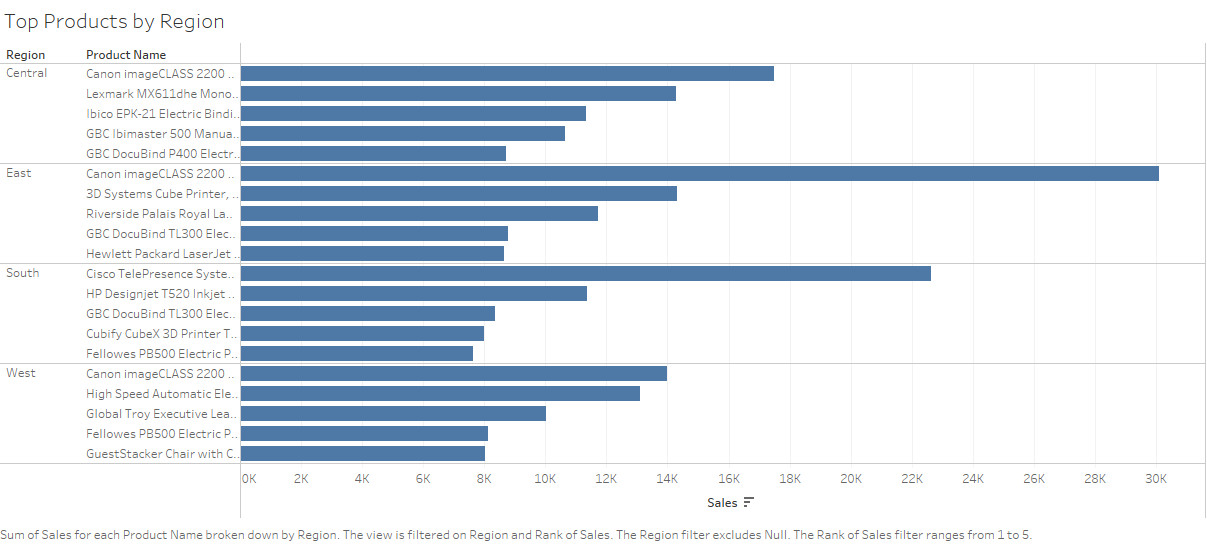 Top Products by Region
Region Product Name
Central Canon imageCLASS 2200 ..
Lexmark MX611dhe Mono..
Ibico EPK-21 Electric Bindi..
GBC Ibimaster 500 Manua..
GBC DocuBind P400 Electr..
East Canon imageCLASS 2200 ..
3D Systems Cube Printer, ..
Riverside Palais Royal La..
GBC DocuBind TL300 Elec..
Hewlett Packard LaserJet ..
South Cisco TelePresence Syste..
HP Designjet T520 Inkjet ..
GBC DocuBind TL300 Elec..
Cubify CubeX 3D Printer T..
Fellowes PB500 Electric P..
West Canon imageCLASS 2200 ..
High Speed Automatic Ele..
Global Troy Executive Lea..
Fellowes PB500 Electric P..
GuestStacker Chair with C..
0K 2K 4K 6K 8K 10K 12K 14K 16K 18K 20K 22K 24K 26K 28K 30K
Sales
Sum of Sales for each Product Name broken down by Region. The view is filtered on Region and Rank of Sales. The Region filter excludes Null. The Rank of Sales filter ranges from 1 to 5.